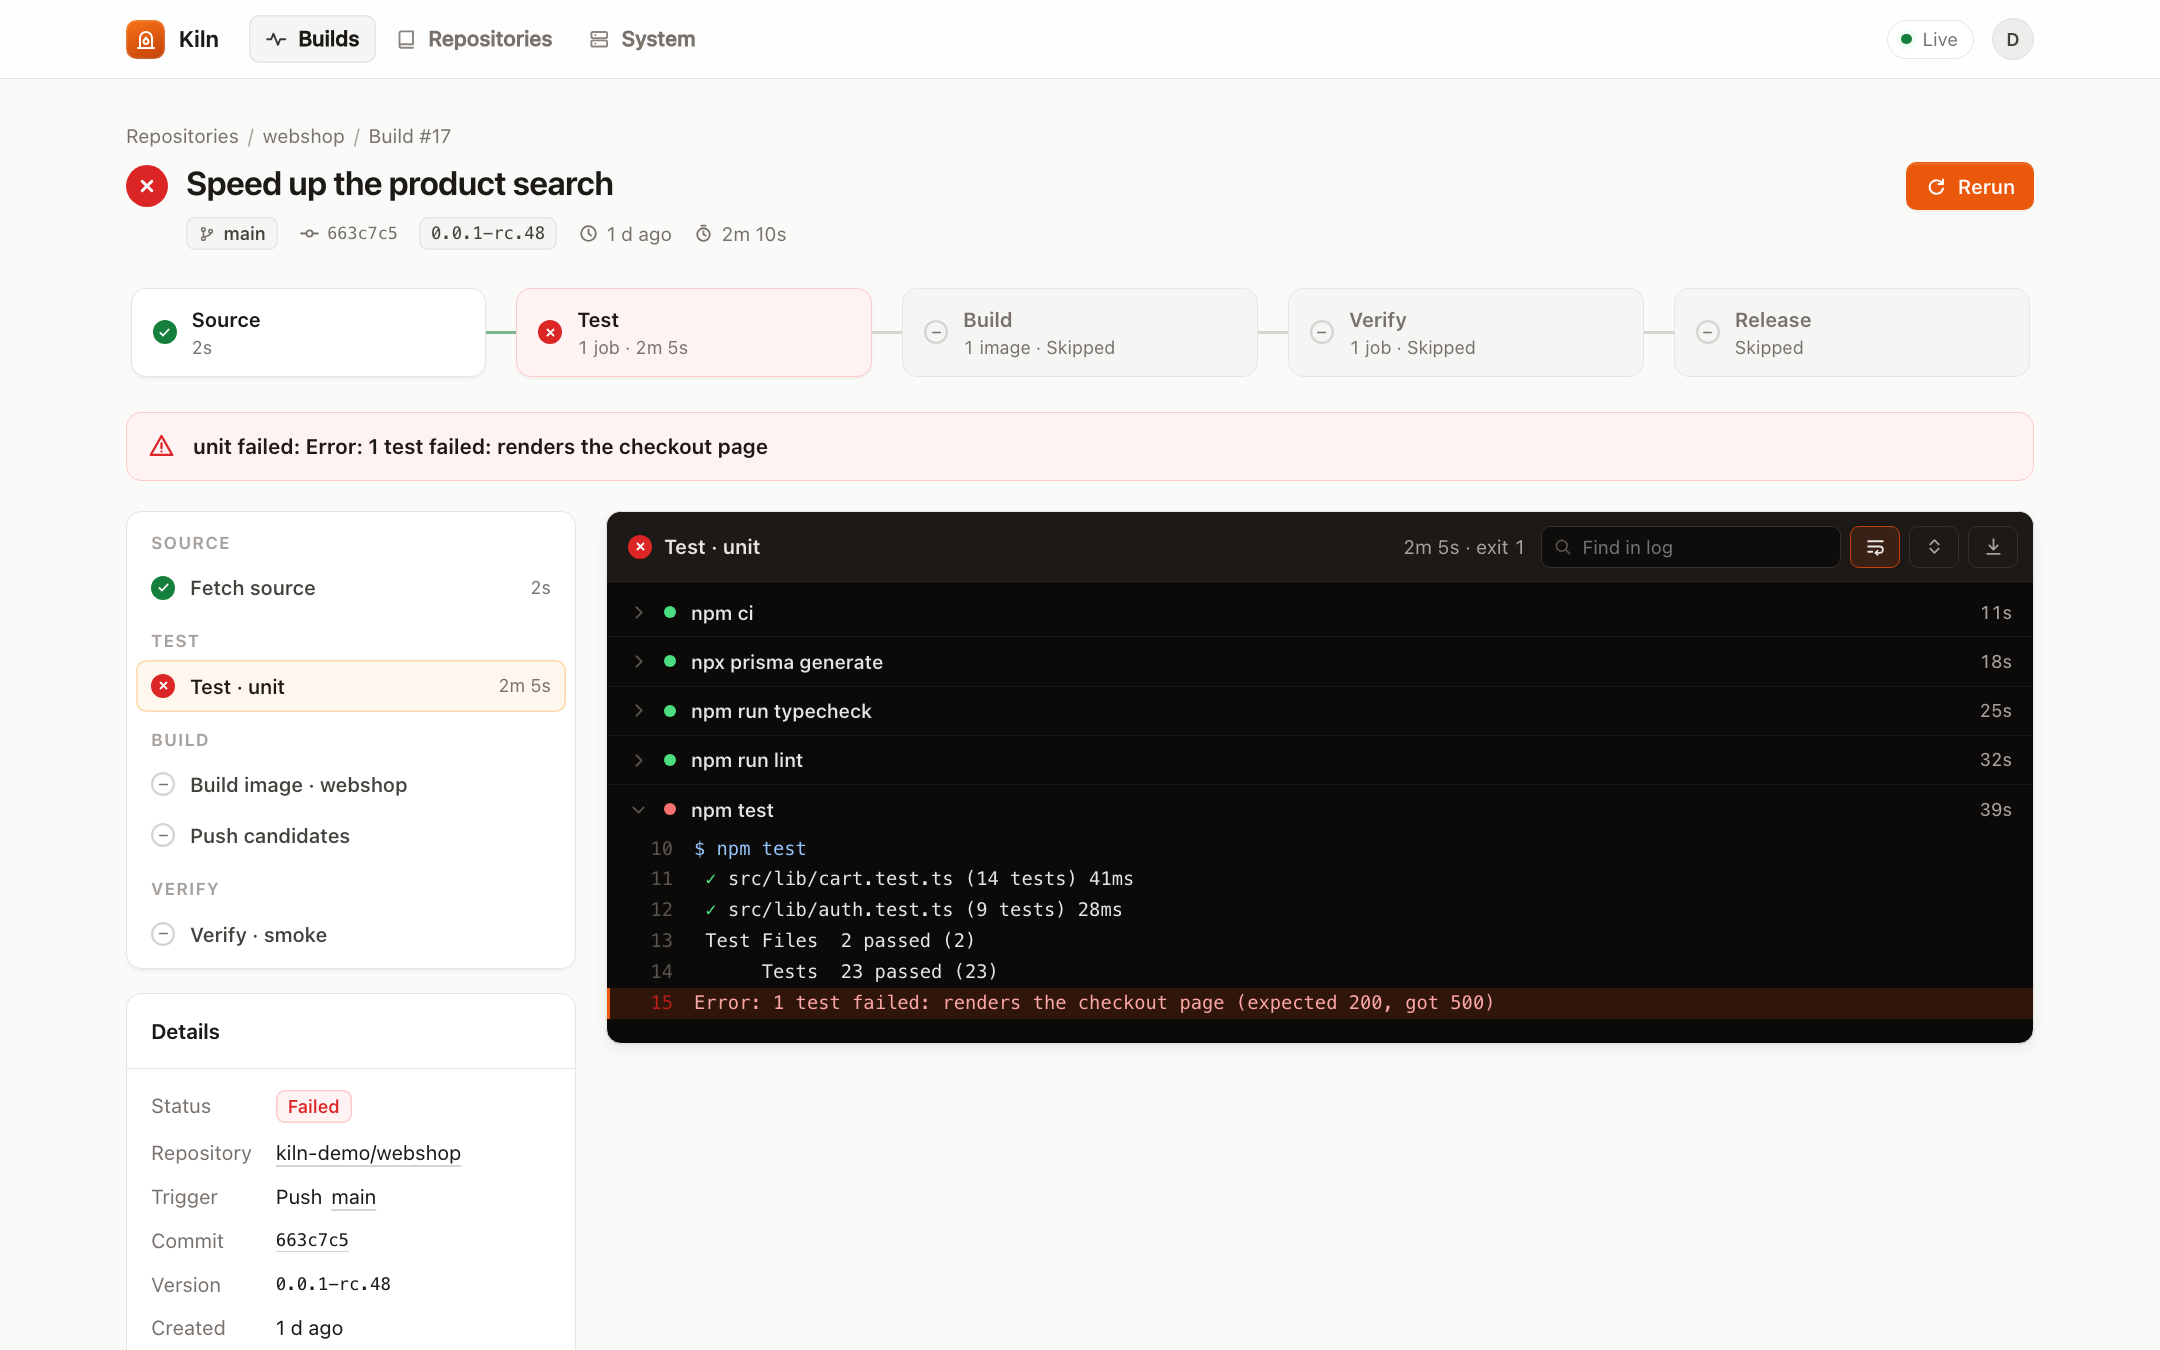 Kiln
Builds
Repositories
System
Live
D
Repositories / webshop / Build #17
Speed up the product search
Rerun
main
663c7c5
0.0.1-rc.48
1 d ago
2m 10s
Source
2s
Test
1 job · 2m 5s
Build
1 image · Skipped
Verify
1 job · Skipped
Release
Skipped
unit failed: Error: 1 test failed: renders the checkout page
SOURCE
Fetch source 2s
TEST
Test · unit 2m 5s
BUILD
Build image · webshop
Push candidates
VERIFY
Verify · smoke
Details
Status Failed
Repository kiln-demo/webshop
Trigger Push main
Commit 663c7c5
Version 0.0.1-rc.48
Created 1 d ago
Test · unit 2m 5s · exit 1 Find in log
npm ci 11s
npx prisma generate 18s
npm run typecheck 25s
npm run lint 32s
npm test 39s
10 $ npm test
11 ✓ src/lib/cart.test.ts (14 tests) 41ms
12 ✓ src/lib/auth.test.ts (9 tests) 28ms
13 Test Files 2 passed (2)
14 Tests 23 passed (23)
15 Error: 1 test failed: renders the checkout page (expected 200, got 500)